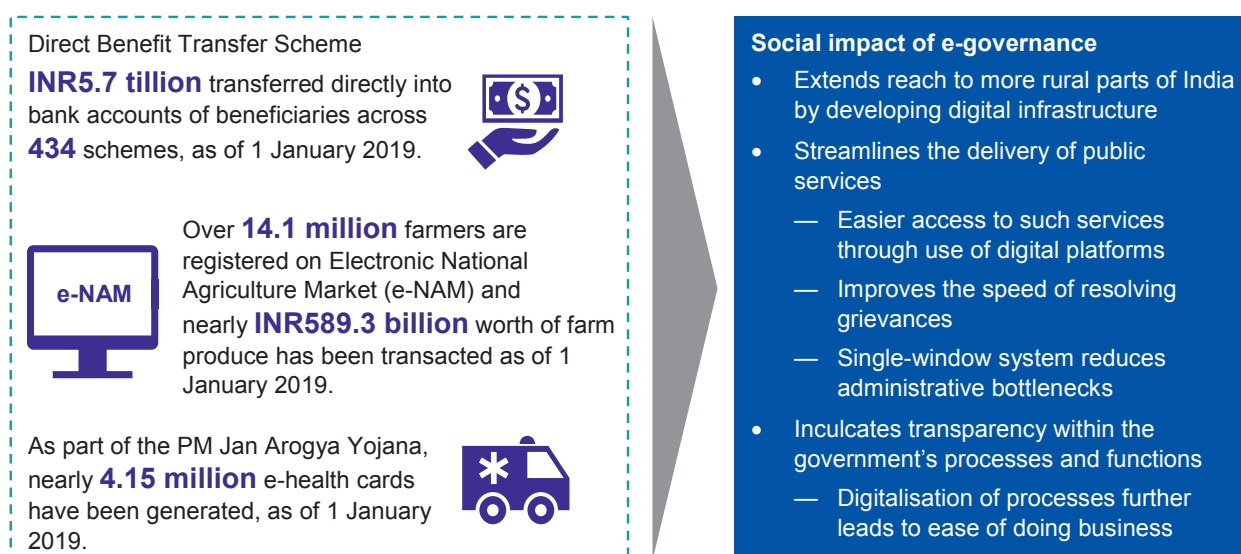 Direct Benefit Transfer Scheme
INR5.7 tillion transferred directly into
bank accounts of beneficiaries across
434 schemes, as of 1 January 2019.
e-NAM
Over 14.1 million farmers are
registered on Electronic National
Agriculture Market (e-NAM) and
nearly INR589.3 billion worth of farm
produce has been transacted as of 1
January 2019.
As part of the PM Jan Arogya Yojana,
nearly 4.15 million e-health cards
have been generated, as of 1 January
2019.
Social impact of e-governance
• Extends reach to more rural parts of India
by developing digital infrastructure
• Streamlines the delivery of public
services
— Easier access to such services
through use of digital platforms
— Improves the speed of resolving
grievances
— Single-window system reduces
administrative bottlenecks
• Inculcates transparency within the
government's processes and functions
— Digitalisation of processes further
leads to ease of doing business